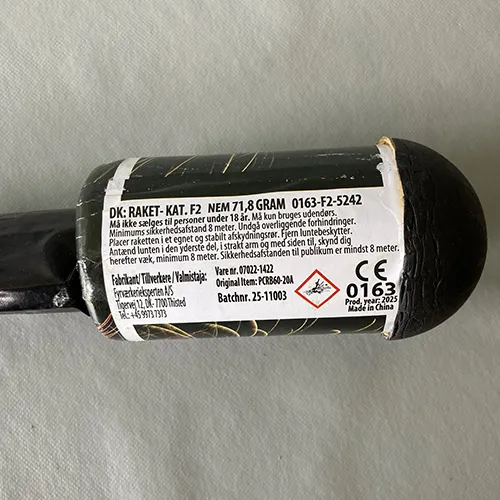 DK: RAKET- KAT. F2 NEM 71,8 GRAM 0163-F2-5242
Må ikke sælges til personer under 18 år. Må kun bruges udendørs.
Minimums sikkerhedsafstand 8 meter. Undgå overliggende forhindringer.
Placer raketten i et egnet og stabilt afskydningsrør. Fjern luntebeskytter.
Antænd lunten i den yderste del, i strakt arm og med siden til, skynd dig
herefter væk, minimum 8 meter. Sikkerhedsafstanden til publikum er mindst 8 meter.
Fabrikant/ Tillverkere / Valmistaja:
Fyrværkerieksperten A/S
Tigervej 12, DK- 7700 Thisted
Tel.: +45 9973 7373
Vare nr. 07022-1422
Original Item: PCRB60-20A
Batchnr. 25-11003
CE
0163
Prod, year: 2025
Made in China